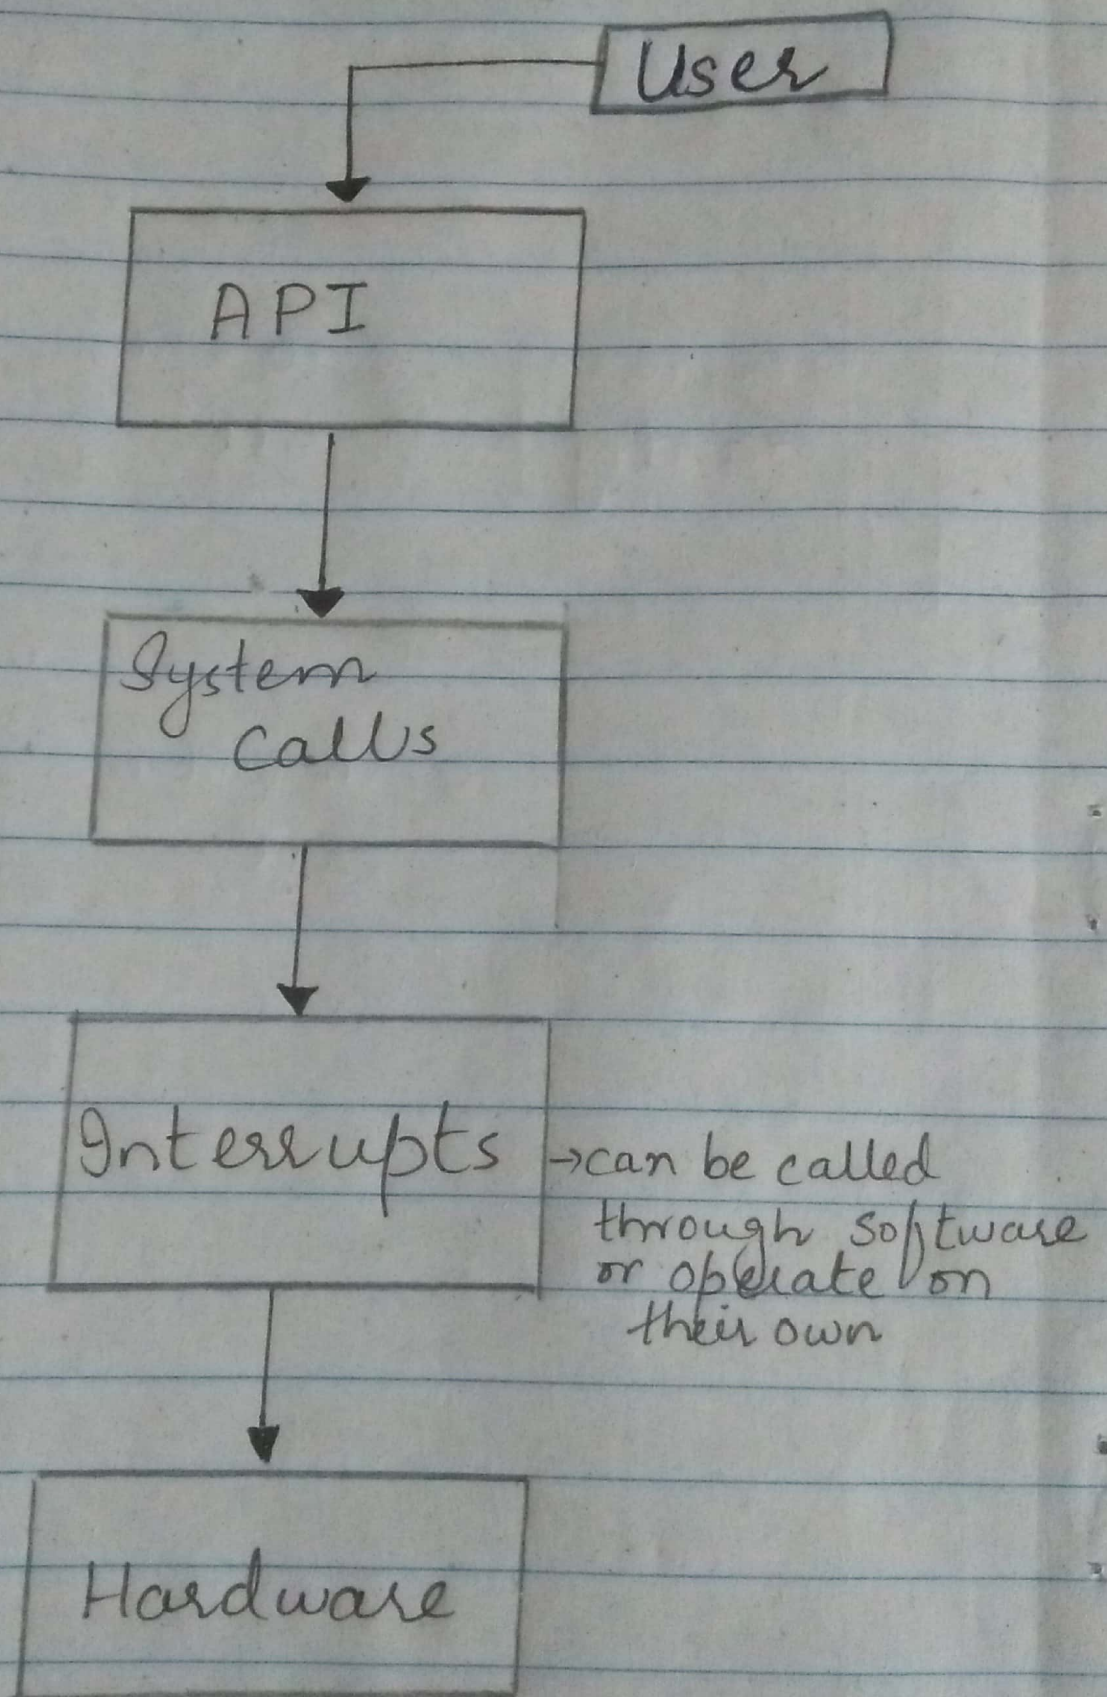 User
API
System
calls
Interrupts
→can be called
through software
or operate on
their own
Hardware